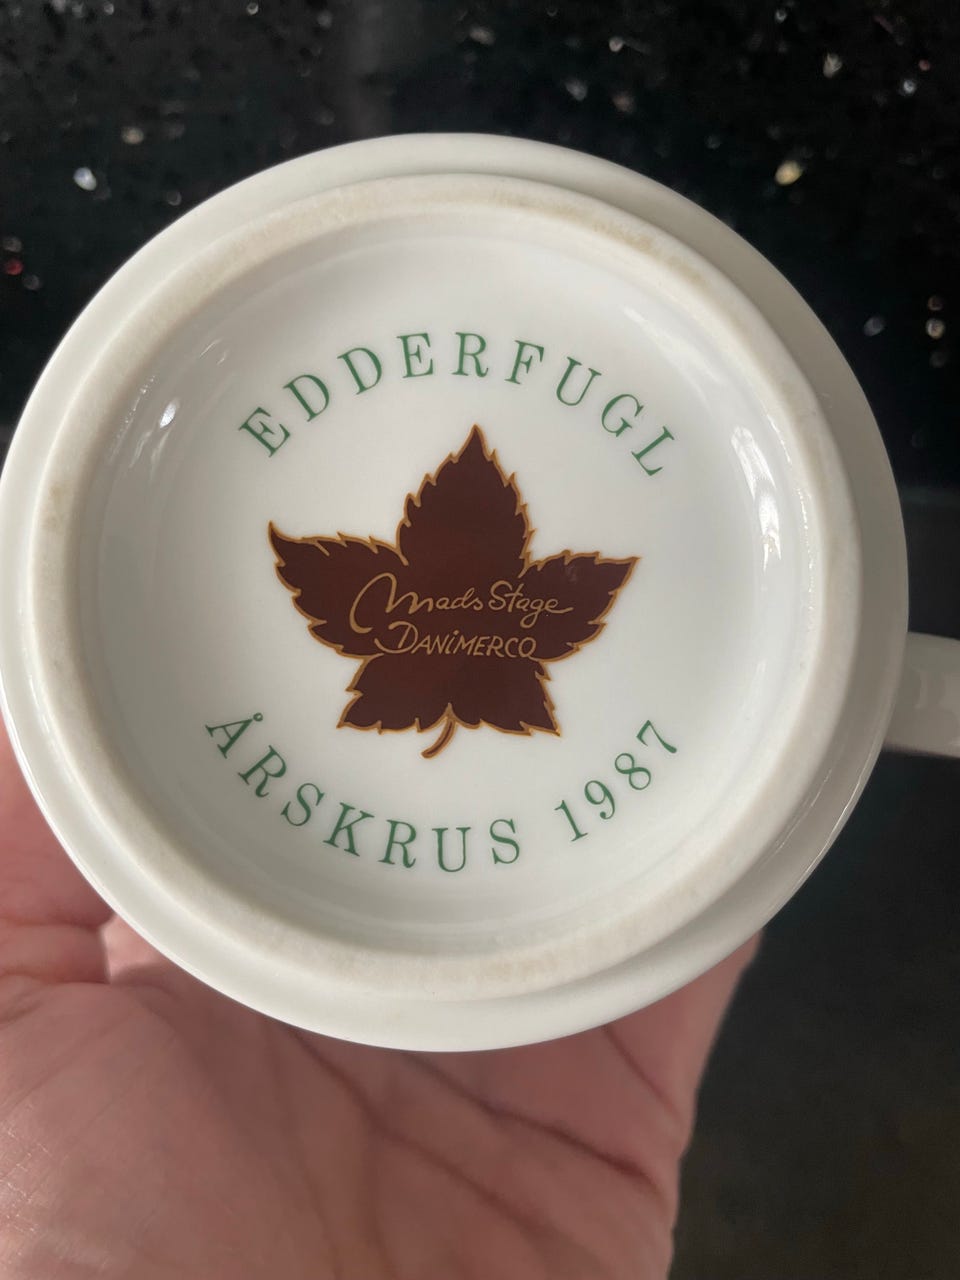 EDDERFUGL
Mads Stage
DANIMERCO
ÅRSKRUS 1987